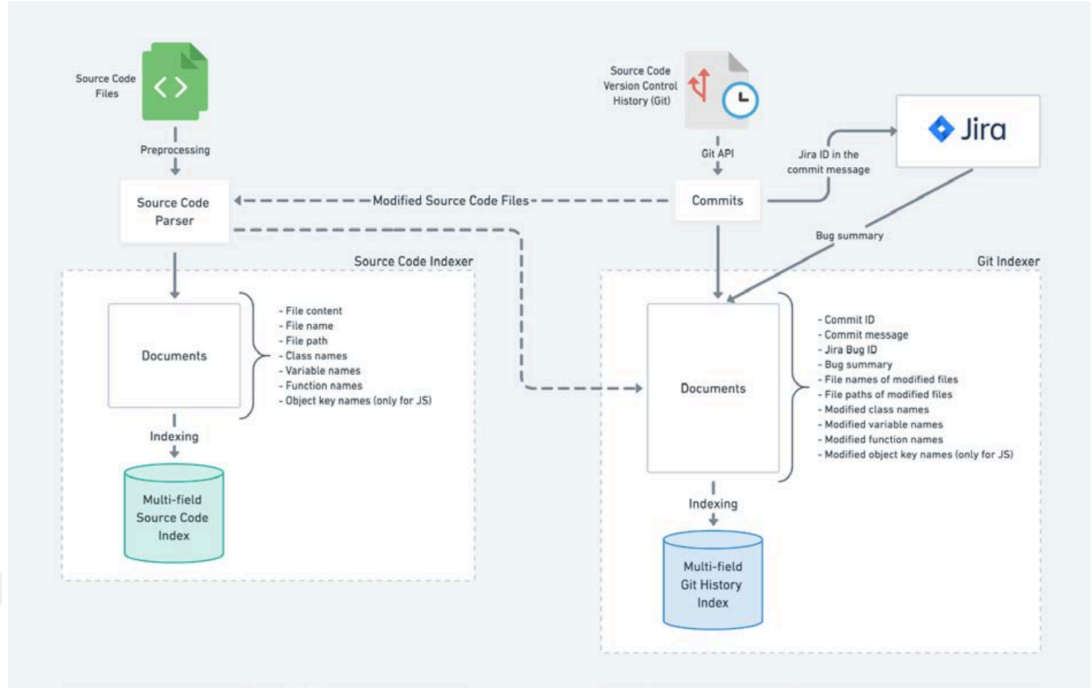 Source Code
Files
Preprocessing
Source Code
Parser
Source Code
Version Control
History (Git)
Git API
Commits
Modified Source Code Files
Jira ID in the
commit message
Jira
Bug summary
Source Code Indexer
Documents
- File content
- File name
- File path
- Class names
- Variable names
- Function names
- Object key names (only for JS)
Indexing
Multi-field
Source Code
Index
Git Indexer
Documents
- Commit ID
- Commit message
- Jira Bug ID
- Bug summary
- File names of modified files
- File paths of modified files
- Modified class names
- Modified variable names
- Modified function names
- Modified object key names (only for JS)
Indexing
Multi-field
Git History
Index